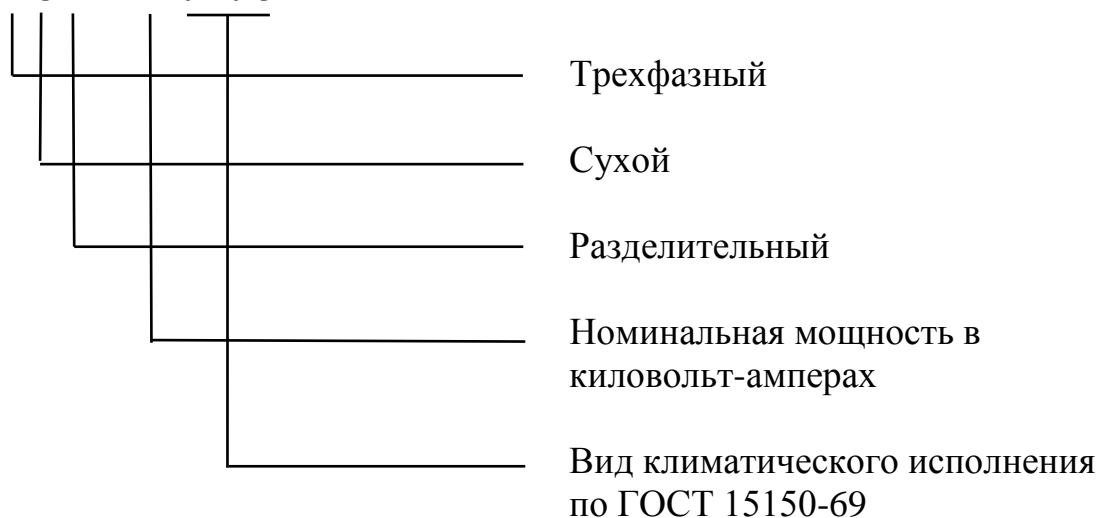 Трехфазный
Сухой
Разделительный
Номинальная мощность в
киловольт-амперах
Вид климатического исполнения
по ГОСТ 15150-69